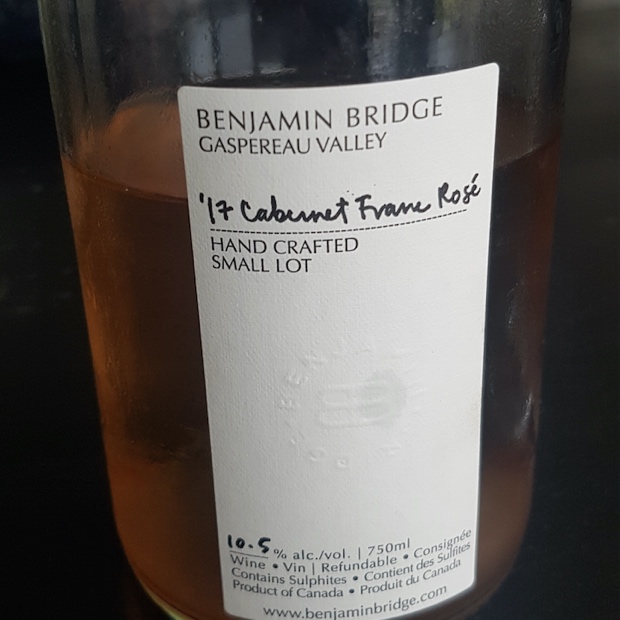 BENJAMIN BRIDGE
GASPEREAU VALLEY
'17 Cabernet Franc Rosé
HAND CRAFTED
SMALL LOT
10.5% alc./vol. | 750ml
Wine • Vin | Refundable • Consignée
Contains Sulphites • Contient des Sulfites
Product of Canada • Produit du Canada
www.benjaminbridge.com